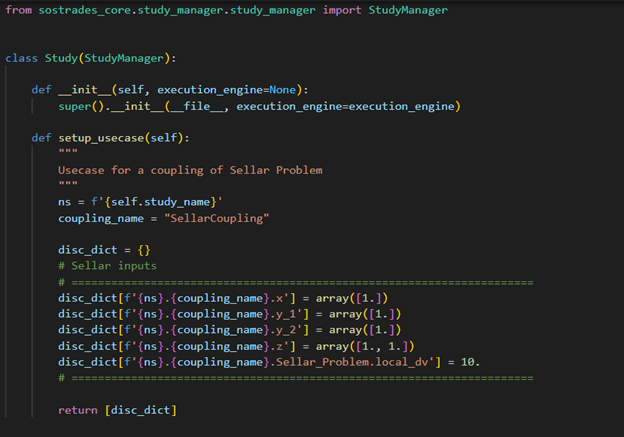 from sostrades_core.study_manager.study_manager import StudyManager
class Study(StudyManager):
def __init__(self, execution_engine=None):
super().__init__(__file__, execution_engine=execution_engine)
def setup_usecase(self):
"""
Usecase for a coupling of Sellar Problem
"""
ns = f'{self.study_name}'
coupling_name = "SellarCoupling"
disc_dict = {}
# Sellar inputs
# ======================================================================
disc_dict[f'{ns}.{coupling_name}.x'] = array([1.])
disc_dict[f'{ns}.{coupling_name}.y_1'] = array([1.])
disc_dict[f'{ns}.{coupling_name}.y_2'] = array([1.])
disc_dict[f'{ns}.{coupling_name}.z'] = array([1., 1.])
disc_dict[f'{ns}.{coupling_name}.Sellar_Problem.local_dv'] = 10.
# ======================================================================
return [disc_dict]